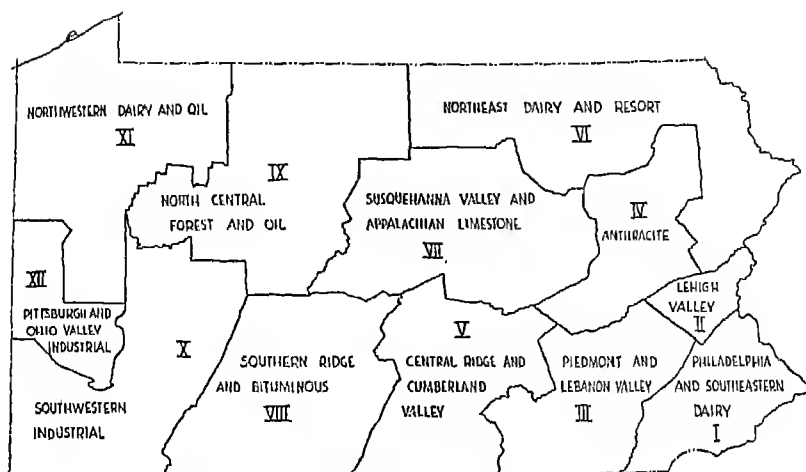 NORTHWESTERN DAIRY AND OIL
XI
NORTHEAST DAIRY AND RESORT
VI
IX
NORTH CENTRAL
FOREST AND OIL
SUSQUEHANNA VALLEY AND
APPALACHIAN LIMESTONE
VII
IV
ANTHRACITE
XII
PITTSBURGH AND
OHIO VALLEY
INDUSTRIAL
LEHIGH
VALLEY
II
X
SOUTHWESTERN
INDUSTRIAL
SOUTHERN RIDGE
AND BITUMINOUS
VIII
V
CENTRAL RIDGE AND
CUMBERLAND
VALLEY
PIEDMONT AND
LEBANON VALLEY
III
PHILADELPHIA
AND SOUTHEASTERN
DAIRY
I